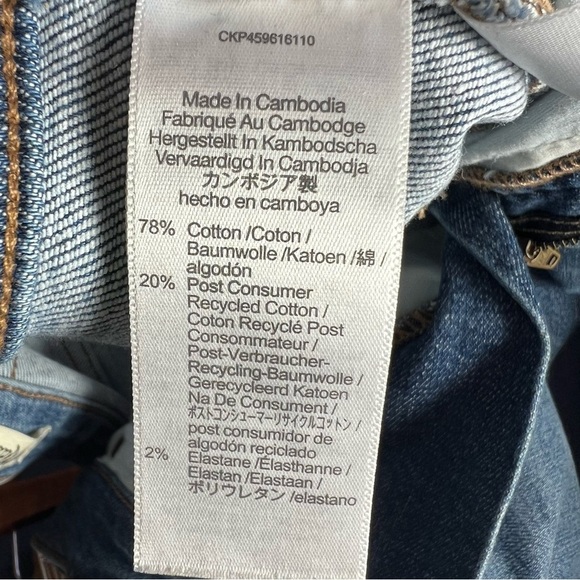 CKP459616110
Made In Cambodia
Fabriqué Au Cambodge
Hergestellt In Kambodscha
Vervaardigd In Cambodja
カンボジア製
hecho en camboya
78% Cotton /Coton /
Baumwolle /Katoen /綿 /
algodón
20% Post Consumer
Recycled Cotton /
Coton Recyclé Post
Consommateur /
Post-Verbraucher-
Recycling-Baumwolle /
Gerecycleerd Katoen
Na De Consument /
ポストコンシューマーリサイクルコットン /
post consumidor de
algodón reciclado
2% Elastane /Élasthanne /
Elastan /Elastaan /
ポリウレタン /elastano